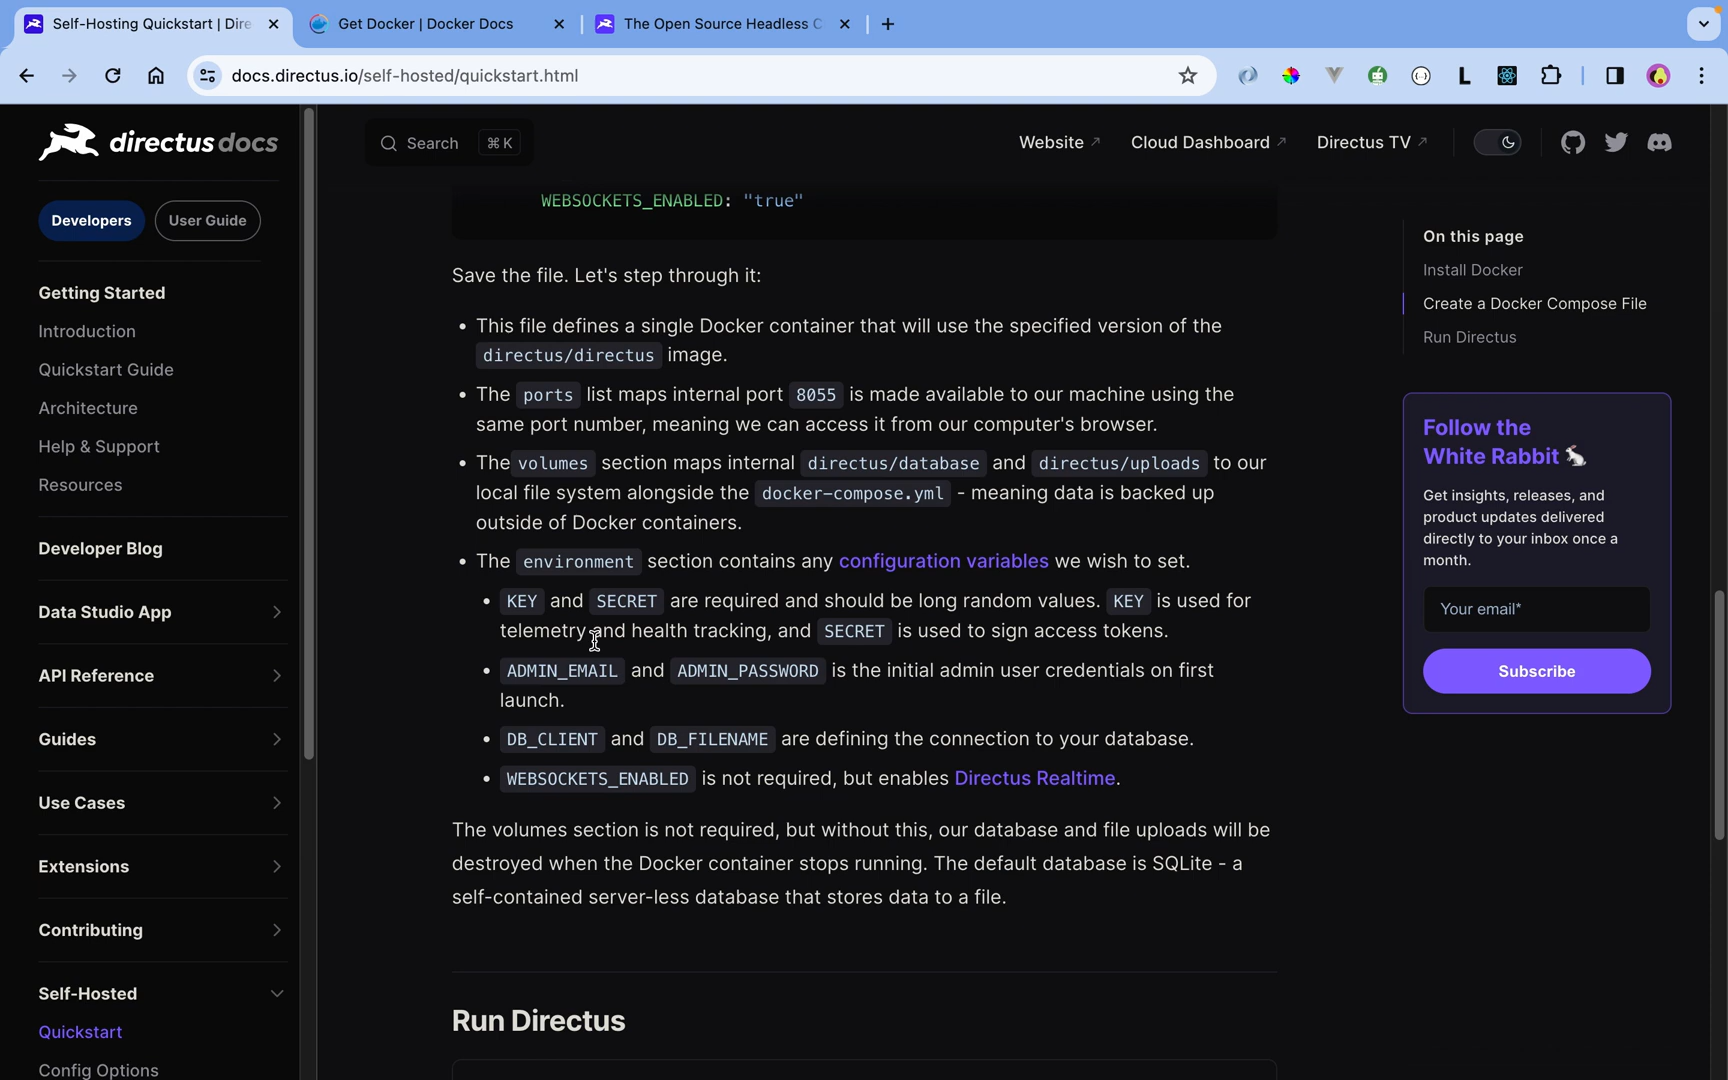 Self-Hosting Quickstart | Dire
Get Docker | Docker Docs
The Open Source Headless C
docs.directus.io/self-hosted/quickstart.html
directus docs
Search ⌘ K
Website
Cloud Dashboard
Directus TV
Developers
User Guide
Getting Started
Introduction
Quickstart Guide
Architecture
Help & Support
Resources
Developer Blog
Data Studio App
API Reference
Guides
Use Cases
Extensions
Contributing
Self-Hosted
Quickstart
Config Options
WEBSOCKETS_ENABLED: "true"
Save the file. Let's step through it:
• This file defines a single Docker container that will use the specified version of the
directus/directus image.
• The ports list maps internal port 8055 is made available to our machine using the
same port number, meaning we can access it from our computer's browser.
• The volumes section maps internal directus/database and directus/uploads to our
local file system alongside the docker-compose.yml - meaning data is backed up
outside of Docker containers.
• The environment section contains any configuration variables we wish to set.
• KEY and SECRET are required and should be long random values. KEY is used for
telemetry and health tracking, and SECRET is used to sign access tokens.
• ADMIN_EMAIL and ADMIN_PASSWORD is the initial admin user credentials on first
launch.
• DB_CLIENT and DB_FILENAME are defining the connection to your database.
• WEBSOCKETS_ENABLED is not required, but enables Directus Realtime.
The volumes section is not required, but without this, our database and file uploads will be
destroyed when the Docker container stops running. The default database is SQLite - a
self-contained server-less database that stores data to a file.
Run Directus
On this page
Install Docker
Create a Docker Compose File
Run Directus
Follow the
White Rabbit 🐇
Get insights, releases, and
product updates delivered
directly to your inbox once a
month.
Your email*
Subscribe